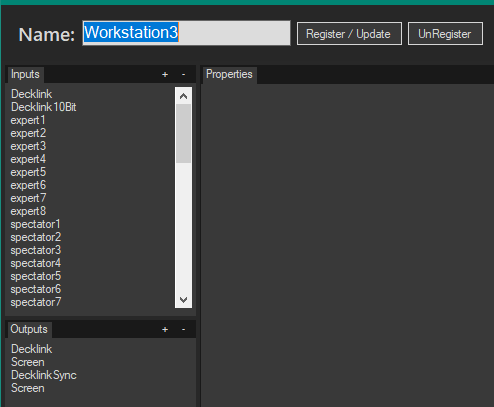 Name: Workstation3 Register / Update UnRegister
Inputs + - Properties
Decklink
Decklink10Bit
expert1
expert2
expert3
expert4
expert5
expert6
expert7
expert8
spectator1
spectator2
spectator3
spectator4
spectator5
spectator6
spectator7
Outputs + -
Decklink
Screen
DecklinkSync
Screen